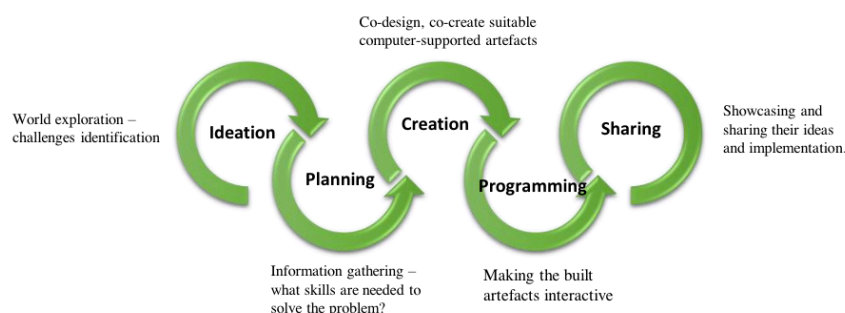 Co-design, co-create suitable
computer-supported artefacts
World exploration –
challenges identification
Ideation
Creation
Sharing
Showcasing and
sharing their ideas
and implementation.
Planning
Programming
Information gathering –
what skills are needed to
solve the problem?
Making the built
artefacts interactive